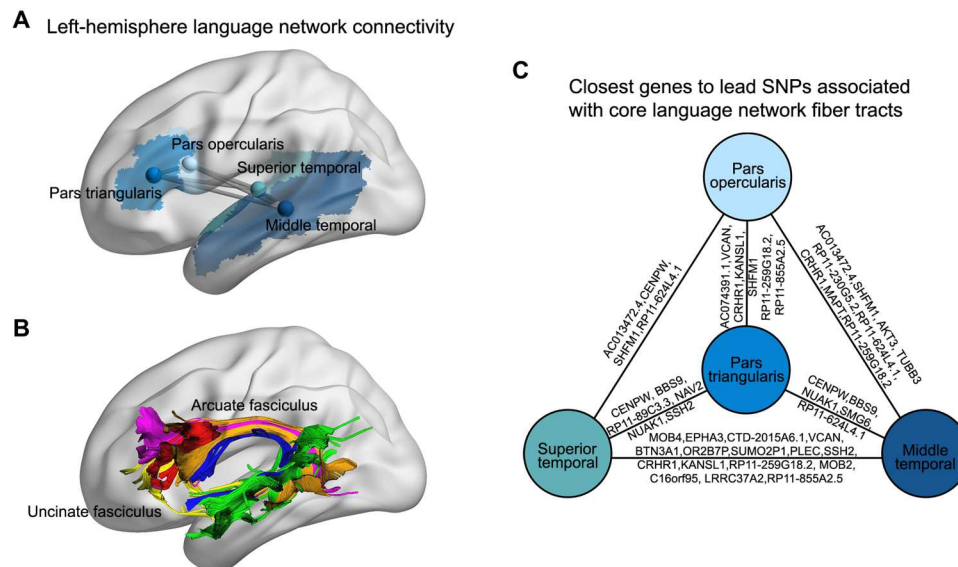 A
Left-hemisphere language network connectivity
Pars opercularis
Superior temporal
Pars triangularis
Middle temporal
B
Arcuate fasciculus
Uncinate fasciculus
C
Closest genes to lead SNPs associated
with core language network fiber tracts
Pars
opercularis
AC013472.4,CENPW,
SHFM1,RP11-624L4.1
AC074391.1,VCAN,
CRHR1,KANSL1,
SHFM1
RP11-259G18.2,
RP11-855A2.5
AC013472-4,SHFM1, AKT3, TUBB3
RP11-230G5.2,RP11-624L4.1,
CRHR1,MAPT,RP11-259G18.2
Pars
triangularis
CENPW, BBS9,
RP11-89C3.3, NAV2
NUAK1,SSH2
CENPW,BBS9,
NUAK1,SMG6,
RP11-624L4.1
Superior
temporal
MOB4,EPHA3,CTD-2015A6.1,VCAN,
BTN3A1,OR2B7P,SUMO2P1,PLEC,SSH2,
CRHR1,KANSL1,RP11-259G18.2, MOB2,
C16orf95, LRRC37A2,RP11-855A2.5
Middle
temporal